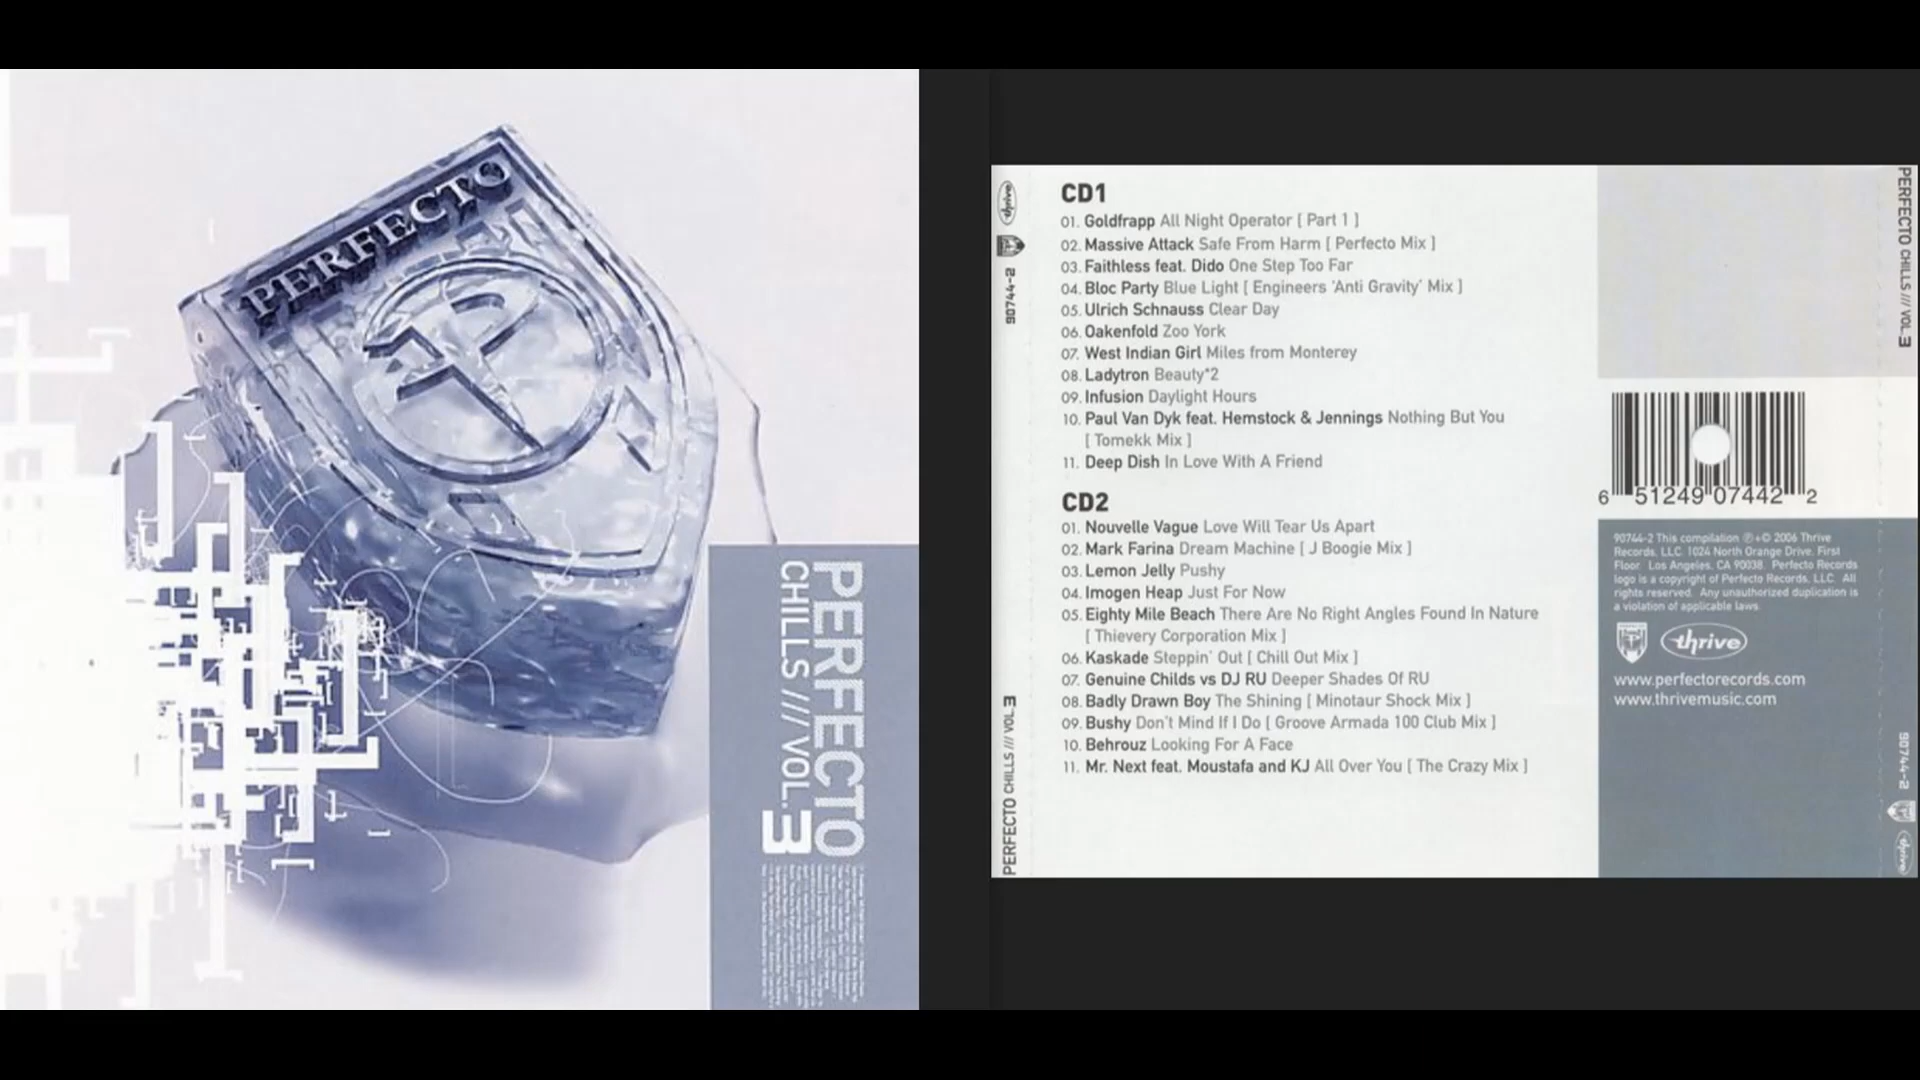 PERFECTO
PERFECTO
CHILLS /// VOL.3
thrive
90744-2
PERFECTO CHILLS /// VOL.3
CD1
01. Goldfrapp All Night Operator [ Part 1 ]
02. Massive Attack Safe From Harm [ Perfecto Mix ]
03. Faithless feat. Dido One Step Too Far
04. Bloc Party Blue Light [ Engineers 'Anti Gravity' Mix ]
05. Ulrich Schnauss Clear Day
06. Oakenfold Zoo York
07. West Indian Girl Miles from Monterey
08. Ladytron Beauty*2
09. Infusion Daylight Hours
10. Paul Van Dyk feat. Hemstock & Jennings Nothing But You
[ Tomekk Mix ]
11. Deep Dish In Love With A Friend
CD2
01. Nouvelle Vague Love Will Tear Us Apart
02. Mark Farina Dream Machine [ J Boogie Mix ]
03. Lemon Jelly Pushy
04. Imogen Heap Just For Now
05. Eighty Mile Beach There Are No Right Angles Found In Nature
[ Thievery Corporation Mix ]
06. Kaskade Steppin' Out [ Chill Out Mix ]
07. Genuine Childs vs DJ RU Deeper Shades Of RU
08. Badly Drawn Boy The Shining [ Minotaur Shock Mix ]
09. Bushy Don't Mind If I Do [ Groove Armada 100 Club Mix ]
10. Behrouz Looking For A Face
11. Mr. Next feat. Moustafa and KJ All Over You [ The Crazy Mix ]
6 51249 07442 2
90744-2 This compilation ℗+© 2006 Thrive
Records, LLC. 1024 North Orange Drive, First
Floor Los Angeles, CA 90038. Perfecto Records
logo is a copyright of Perfecto Records, LLC. All
rights reserved. Any unauthorized duplication is
a violation of applicable laws.
thrive
www.perfectorecords.com
www.thrivemusic.com
PERFECTO CHILLS /// VOL.3
90744-2
thrive